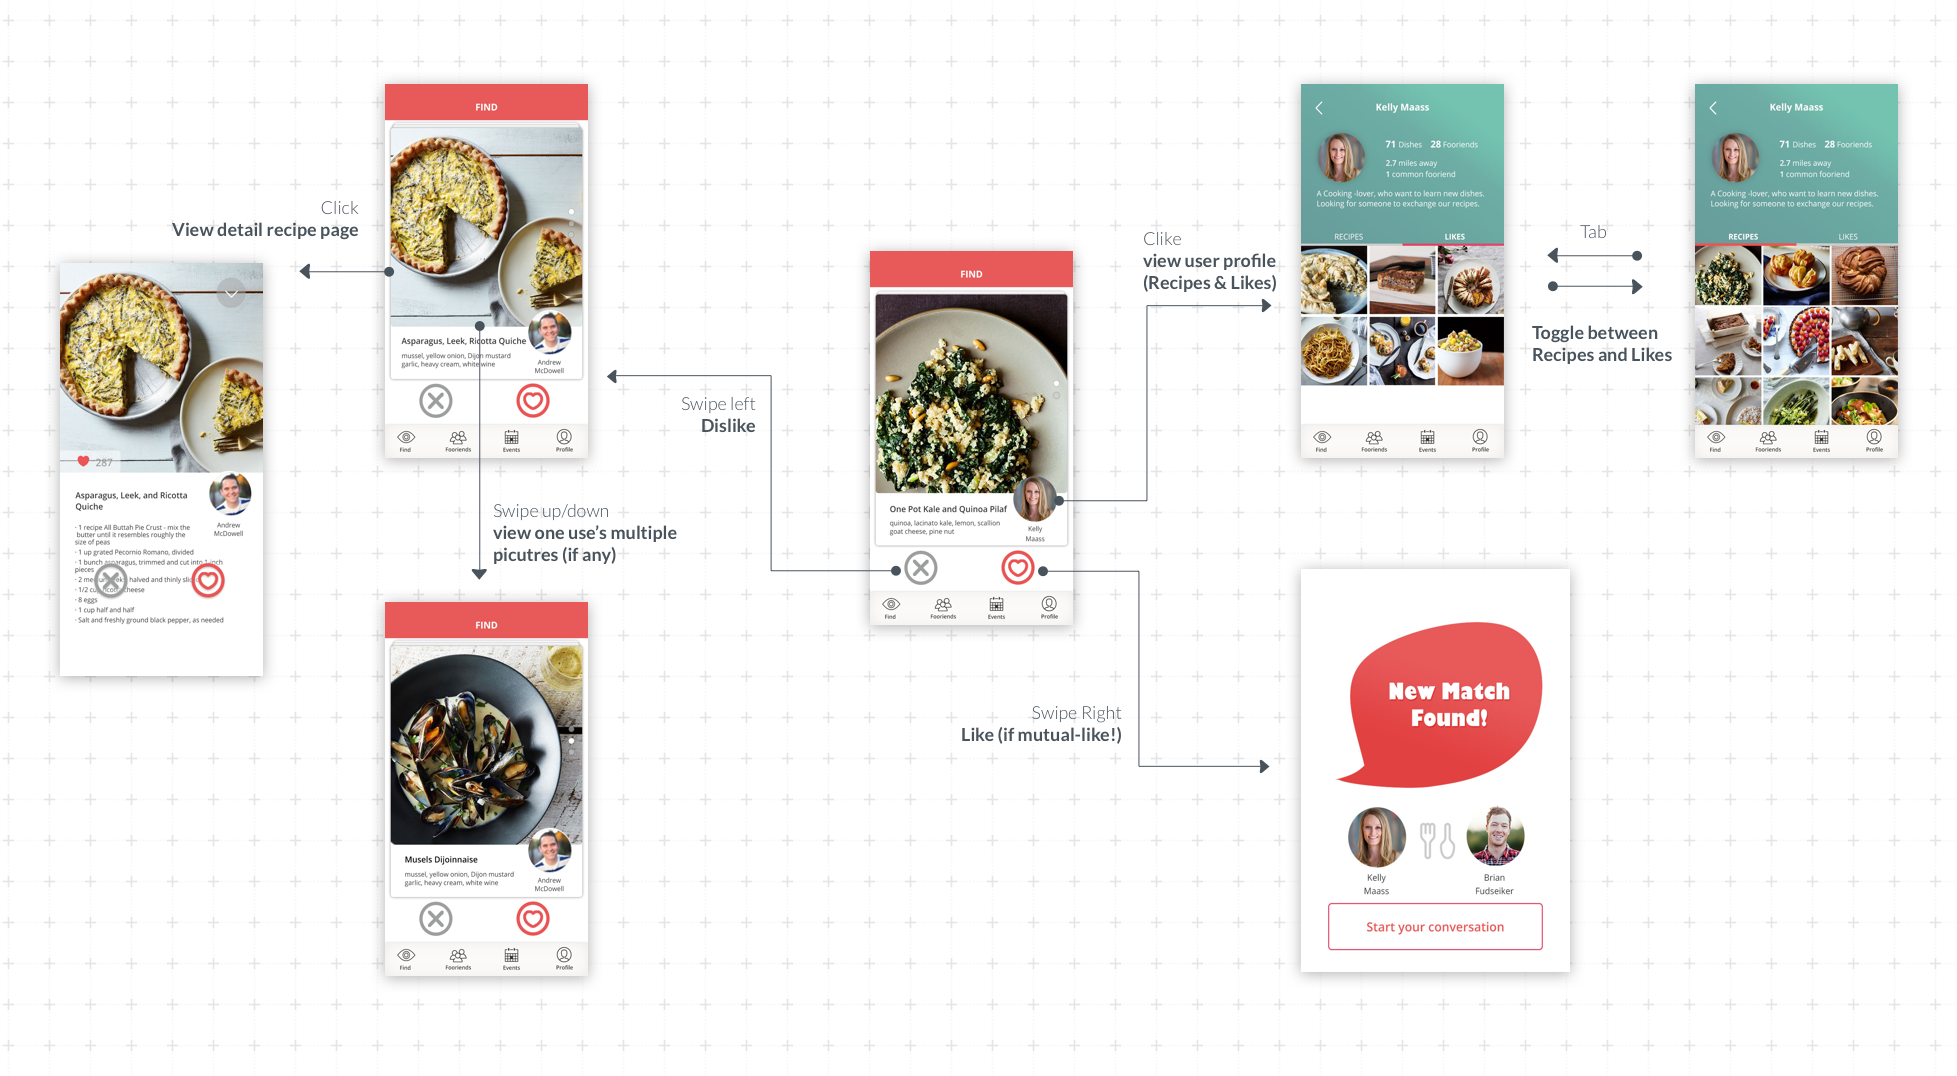 Click
View detail recipe page
287
Asparagus, Leek, and Ricotta
Quiche
Andrew
McDowell
- 1 recipe All Buttah Pie Crust - mix the
butter until it resembles roughly the
size of peas
- 1 up grated Pecornio Romano, divided
- 1 bunch asparagus, trimmed and cut into 1 inch
pieces
halved and thinly
- 1/2 cup ricotta cheese
- 8 eggs
- 1 cup half and half
- Salt and freshly ground black pepper, as needed
FIND
Asparagus, Leek, Ricotta Quiche
mussel, yellow onion, Dijon mustard
garlic, heavy cream, white wine
Andrew
McDowell
Find
Fooriends
Events
Profile
Swipe up/down
view one use's multiple
picutres (if any)
FIND
Musels Dijoinnaise
mussel, yellow onion, Dijon mustard
garlic, heavy cream, white wine
Andrew
McDowell
Find
Fooriends
Events
Profile
Swipe left
Dislike
FIND
One Pot Kale and Quinoa Pilaf
quinoa, lacinato kale, lemon, scallion
goat cheese, pine nut
Kelly
Maass
Find
Fooriends
Events
Profile
Clike
view user profile
(Recipes & Likes)
Swipe Right
Like (if mutual-like!)
Kelly Maass
71 Dishes 28 Fooriends
2.7 miles away
1 common fooriend
A Cooking -lover, who want to learn new dishes.
Looking for someone to exchange our recipes.
RECIPES LIKES
Find
Fooriends
Events
Profile
Tab
Toggle between
Recipes and Likes
Kelly Maass
71 Dishes 28 Fooriends
2.7 miles away
1 common fooriend
A Cooking -lover, who want to learn new dishes.
Looking for someone to exchange our recipes.
RECIPES LIKES
Find
Fooriends
Events
Profile
New Match
Found!
Kelly
Maass
Brian
Fudseiker
Start your conversation